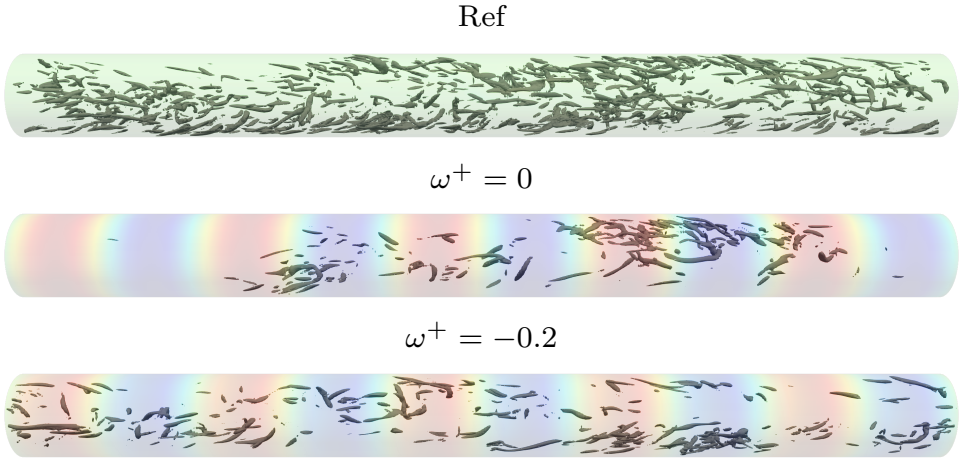 Ref
ω⁺ = 0
ω⁺ = −0.2